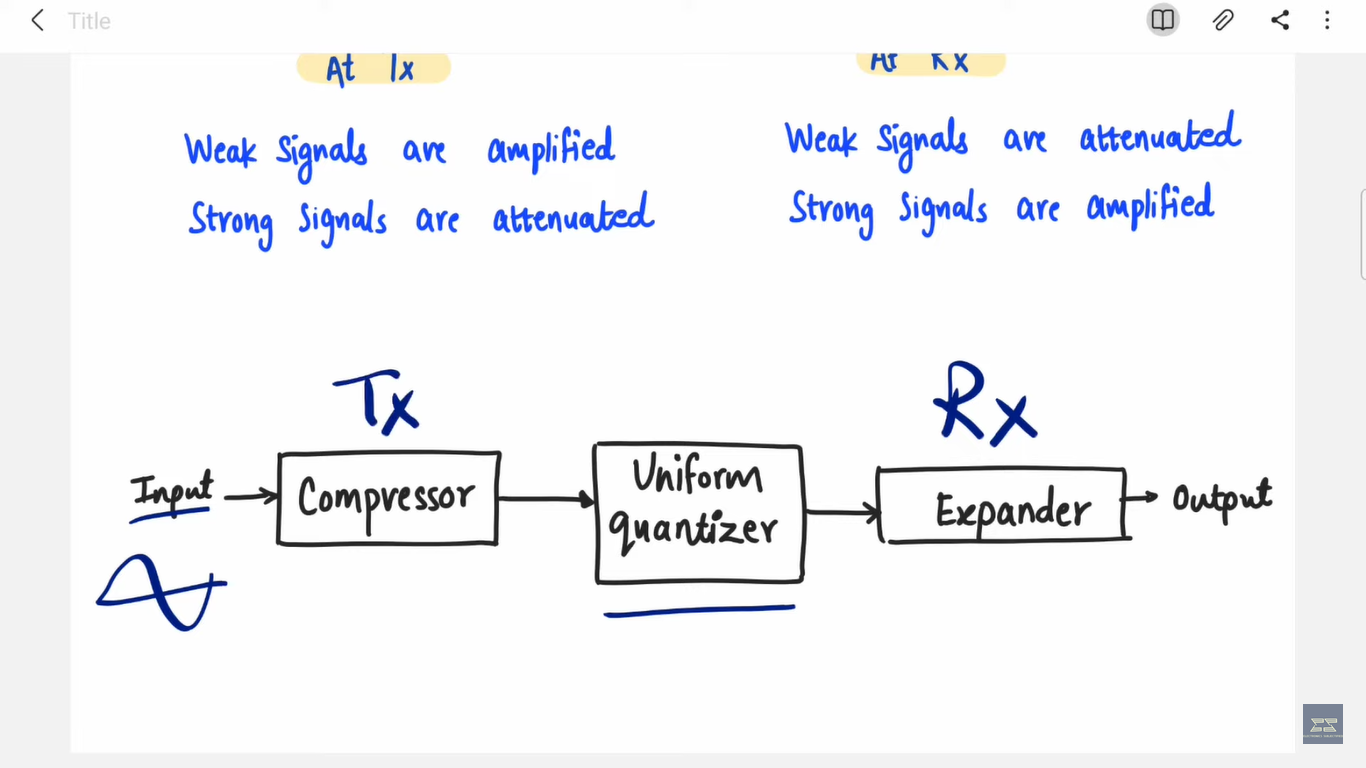 Title
At Tx
At Rx
Weak Signals are amplified
Strong Signals are attenuated
Weak Signals are attenuated
Strong Signals are amplified
Tx
Rx
Input
Compressor
Uniform
quantizer
Expander
Output